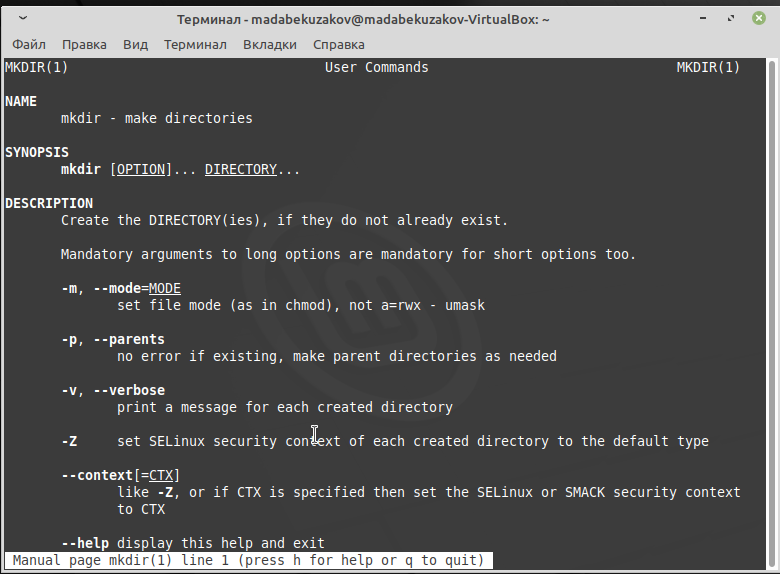 Терминал - madabekuzakov@madabekuzakov-VirtualBox: ~
Файл Правка Вид Терминал Вкладки Справка
MKDIR(1) User Commands MKDIR(1)
NAME
mkdir - make directories
SYNOPSIS
mkdir [OPTION]... DIRECTORY...
DESCRIPTION
Create the DIRECTORY(ies), if they do not already exist.
Mandatory arguments to long options are mandatory for short options too.
-m, --mode=MODE
set file mode (as in chmod), not a=rwx - umask
-p, --parents
no error if existing, make parent directories as needed
-v, --verbose
print a message for each created directory
-Z set SELinux security context of each created directory to the default type
--context[=CTX]
like -Z, or if CTX is specified then set the SELinux or SMACK security context
to CTX
--help display this help and exit
Manual page mkdir(1) line 1 (press h for help or q to quit)